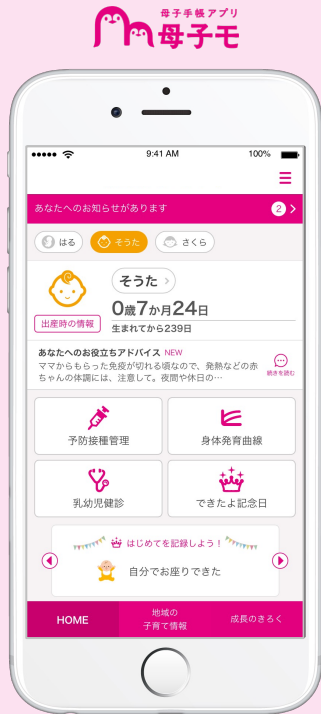 母子手帳アプリ
母子モ
9:41 AM
100%
あなたへのお知らせがあります
2
はる
そうた
さくら
そうた
0歳7か月24日
出産時の情報
生まれてから239日
あなたへのお役立ちアドバイス NEW
ママからもらった免疫が切れる頃なので、発熱などの赤
ちゃんの体調には、注意して。夜間や休日の…
続きを読む
予防接種管理
身体発育曲線
乳幼児健診
できたよ記念日
はじめてを記録しよう！
自分でお座りできた
HOME
地域の
子育て情報
成長のきろく